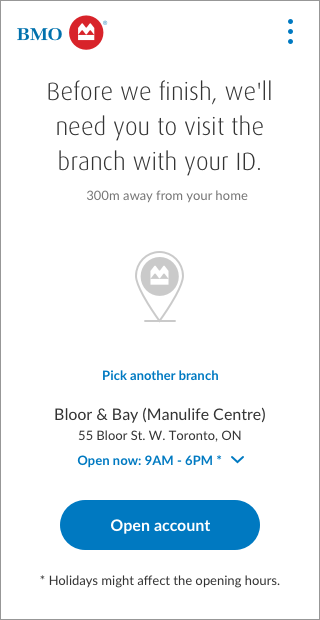 BMO
Before we finish, we'll
need you to visit the
branch with your ID.
300m away from your home
Pick another branch
Bloor & Bay (Manulife Centre)
55 Bloor St. W. Toronto, ON
Open now: 9AM - 6PM *
Open account
* Holidays might affect the opening hours.